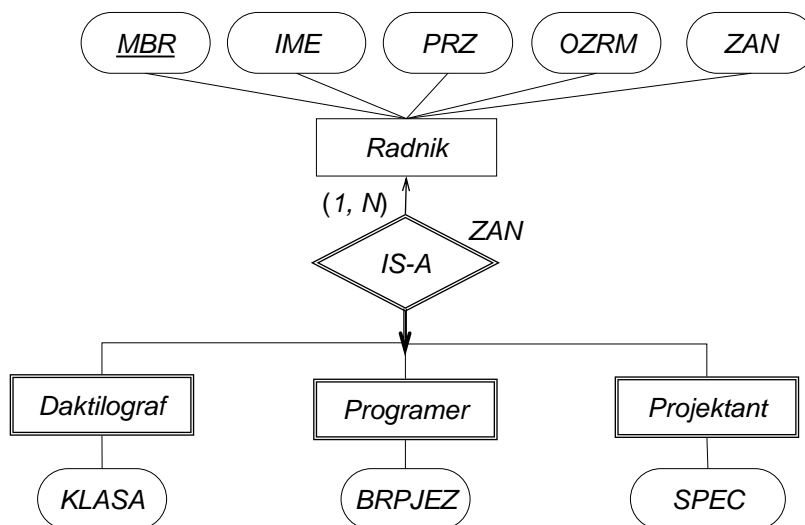 MBR IME PRZ OZRM ZAN
Radnik
(1, N)
ZAN
IS-A
Daktilograf Programer Projektant
KLASA BRPJEZ SPEC